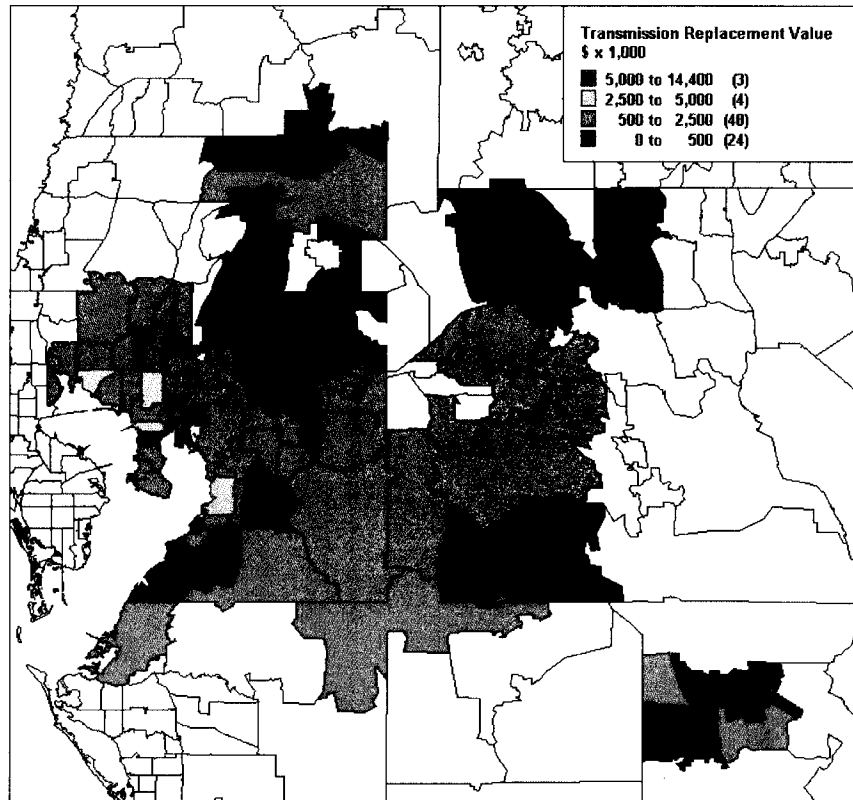 Transmission Replacement Value
$ x 1,000
5,000 to 14,400 (3)
2,500 to 5,000 (4)
500 to 2,500 (48)
0 to 500 (24)